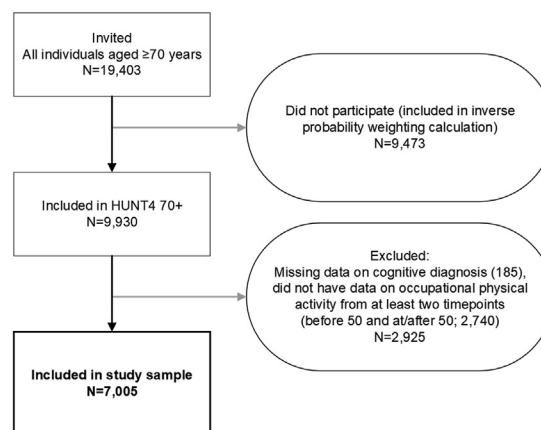 Invited
All individuals aged ≥70 years
N=19,403
Did not participate (included in inverse
probability weighting calculation)
N=9,473
Included in HUNT4 70+
N=9,930
Excluded:
Missing data on cognitive diagnosis (185),
did not have data on occupational physical
activity from at least two timepoints
(before 50 and at/after 50; 2,740)
N=2,925
Included in study sample
N=7,005